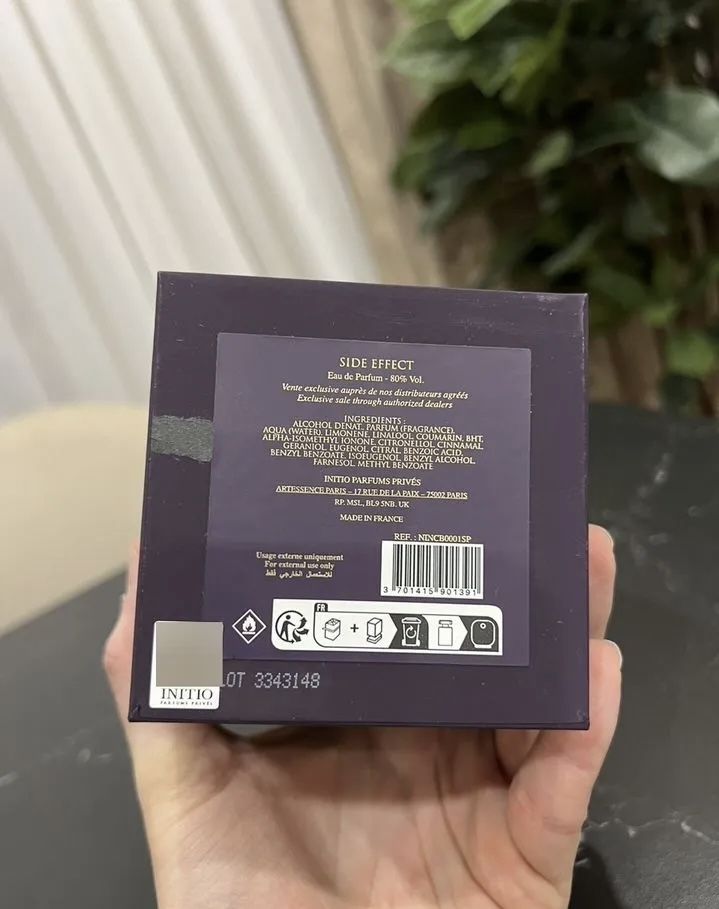 SIDE EFFECT
Eau de Parfum - 80% Vol.
Vente exclusive auprès de nos distributeurs agréés
Exclusive sale through authorized dealers
INGREDIENTS :
ALCOHOL DENAT., PARFUM (FRAGRANCE),
AQUA (WATER), LIMONENE, LINALOOL, COUMARIN, BHT,
ALPHA-ISOMETHYL IONONE, CITRONELLOL, CINNAMAL,
GERANIOL, EUGENOL, CITRAL, BENZOIC ACID,
BENZYL BENZOATE, ISOEUGENOL, BENZYL ALCOHOL,
FARNESOL, METHYL BENZOATE
INITIO PARFUMS PRIVÉS
ARTESSENCE PARIS – 17 RUE DE LA PAIX – 75002 PARIS
RP. MSL, BL9 5NB. UK
MADE IN FRANCE
REF. : NINCB0001SP
Usage externe uniquement
For external use only
للاستعمال الخارجي فقط
3 701415 901391
FR
+
INITIO
PARFUMS PRIVÉS
LOT 3343148